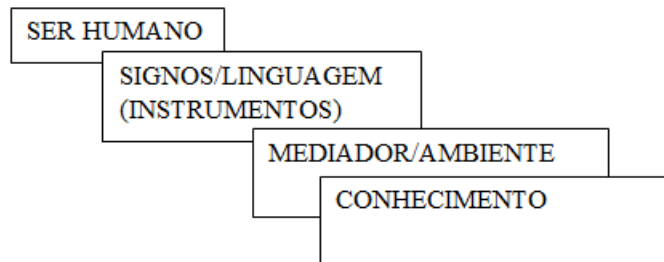 SER HUMANO
SIGNOS/LINGUAGEM
(INSTRUMENTOS)
MEDIADOR/AMBIENTE
CONHECIMENTO